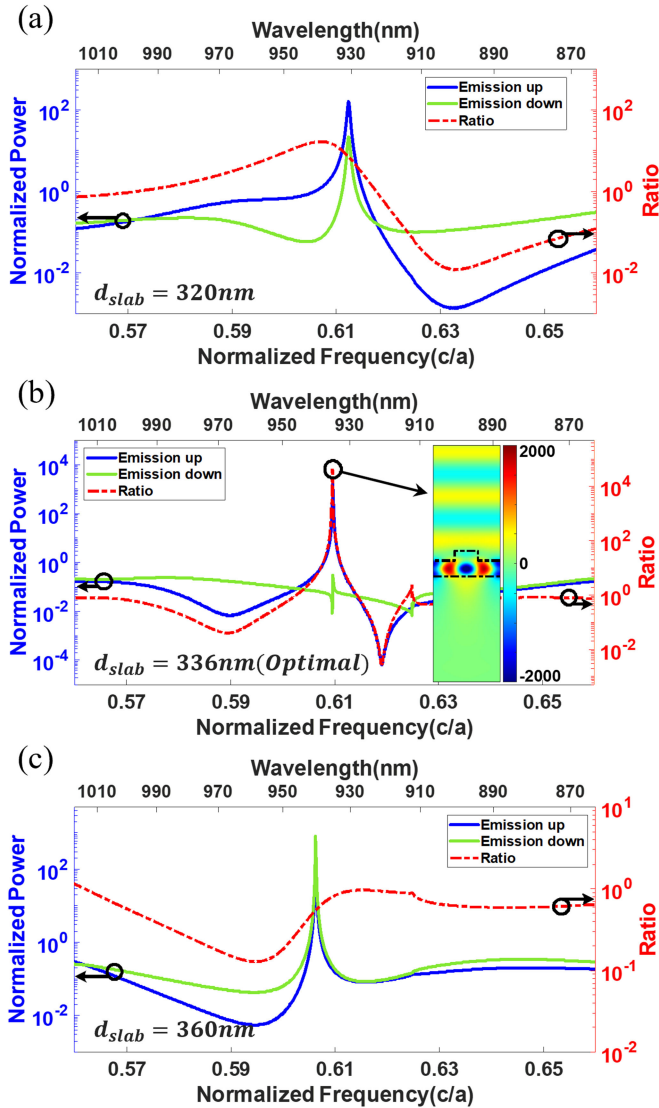 (a)
Wavelength(nm)
1010 990 970 950 930 910 890 870
Normalized Power
10^2
10^0
10^-2
Emission up
Emission down
Ratio
10^2
10^0
10^-2
Ratio
d_slab = 320nm
0.57 0.59 0.61 0.63 0.65
Normalized Frequency(c/a)
(b)
Wavelength(nm)
1010 990 970 950 930 910 890 870
Normalized Power
10^4
10^2
10^0
10^-2
10^-4
Emission up
Emission down
Ratio
2000
0
-2000
10^4
10^2
10^0
10^-2
Ratio
d_slab = 336nm(Optimal)
0.57 0.59 0.61 0.63 0.65
Normalized Frequency(c/a)
(c)
Wavelength(nm)
1010 990 970 950 930 910 890 870
Normalized Power
10^2
10^0
10^-2
Emission up
Emission down
Ratio
10^1
10^0
10^-1
10^-2
Ratio
d_slab = 360nm
0.57 0.59 0.61 0.63 0.65
Normalized Frequency(c/a)